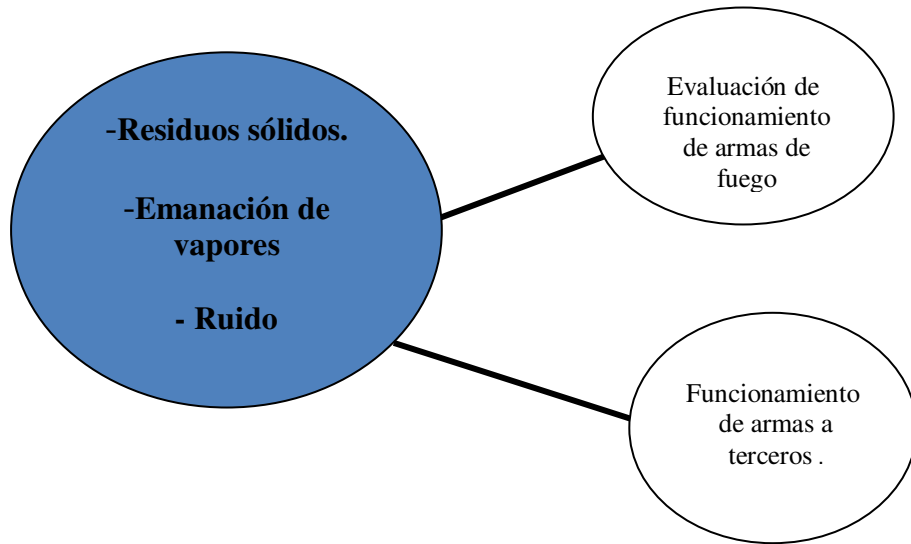 -Residuos sólidos.
-Emanación de
vapores
- Ruido
Evaluación de
funcionamiento
de armas de
fuego
Funcionamiento
de armas a
terceros .